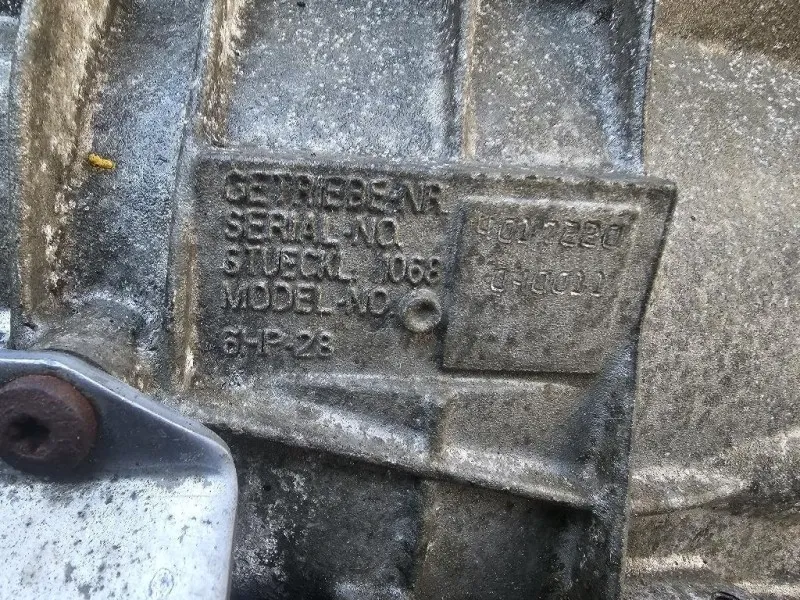 GETRIEBE-NR.
SERIAL-NO. 4017220
STUECKL. 1068 040011
MODEL-NO.
6HP-28